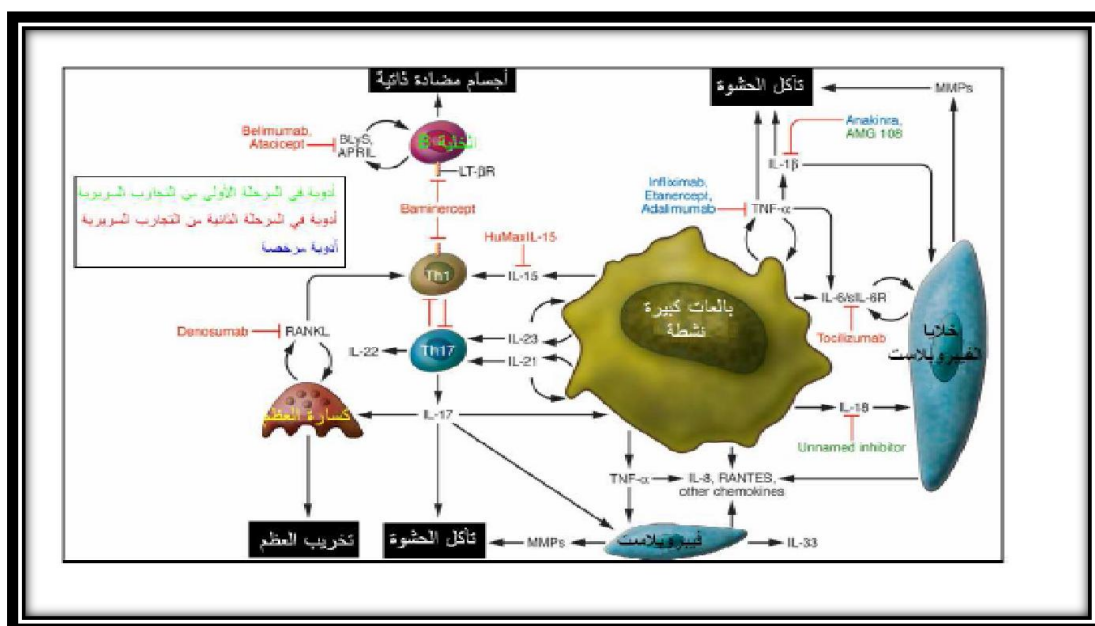 أجسام مضادة ذاتية
تآكل الحشوة
MMPs
Belimumab,
Atacicept
BLyS,
APRIL
الخلية B
LT-βR
Anakinra,
AMG 108
IL-1β
Infliximab,
Etanercept,
Adalimumab
TNF-α
أدوية في المرحلة الأولى من التجارب السريرية
أدوية في المرحلة الثانية من التجارب السريرية
أدوية مرخصة
Baminercept
HuMaxIL-15
Th1
IL-15
بالعات كبيرة
نشطة
IL-6/sIL-6R
Tocilizumab
خلايا
الفيبروبلاست
Denosumab
RANKL
IL-22
Th17
IL-23
IL-21
كسارة العظم
IL-17
IL-18
Unnamed inhibitor
TNF-α
IL-8, RANTES,
other chemokines
تخريب العظم
تأكل الحشوة
MMPs
فيبروبلاست
IL-33